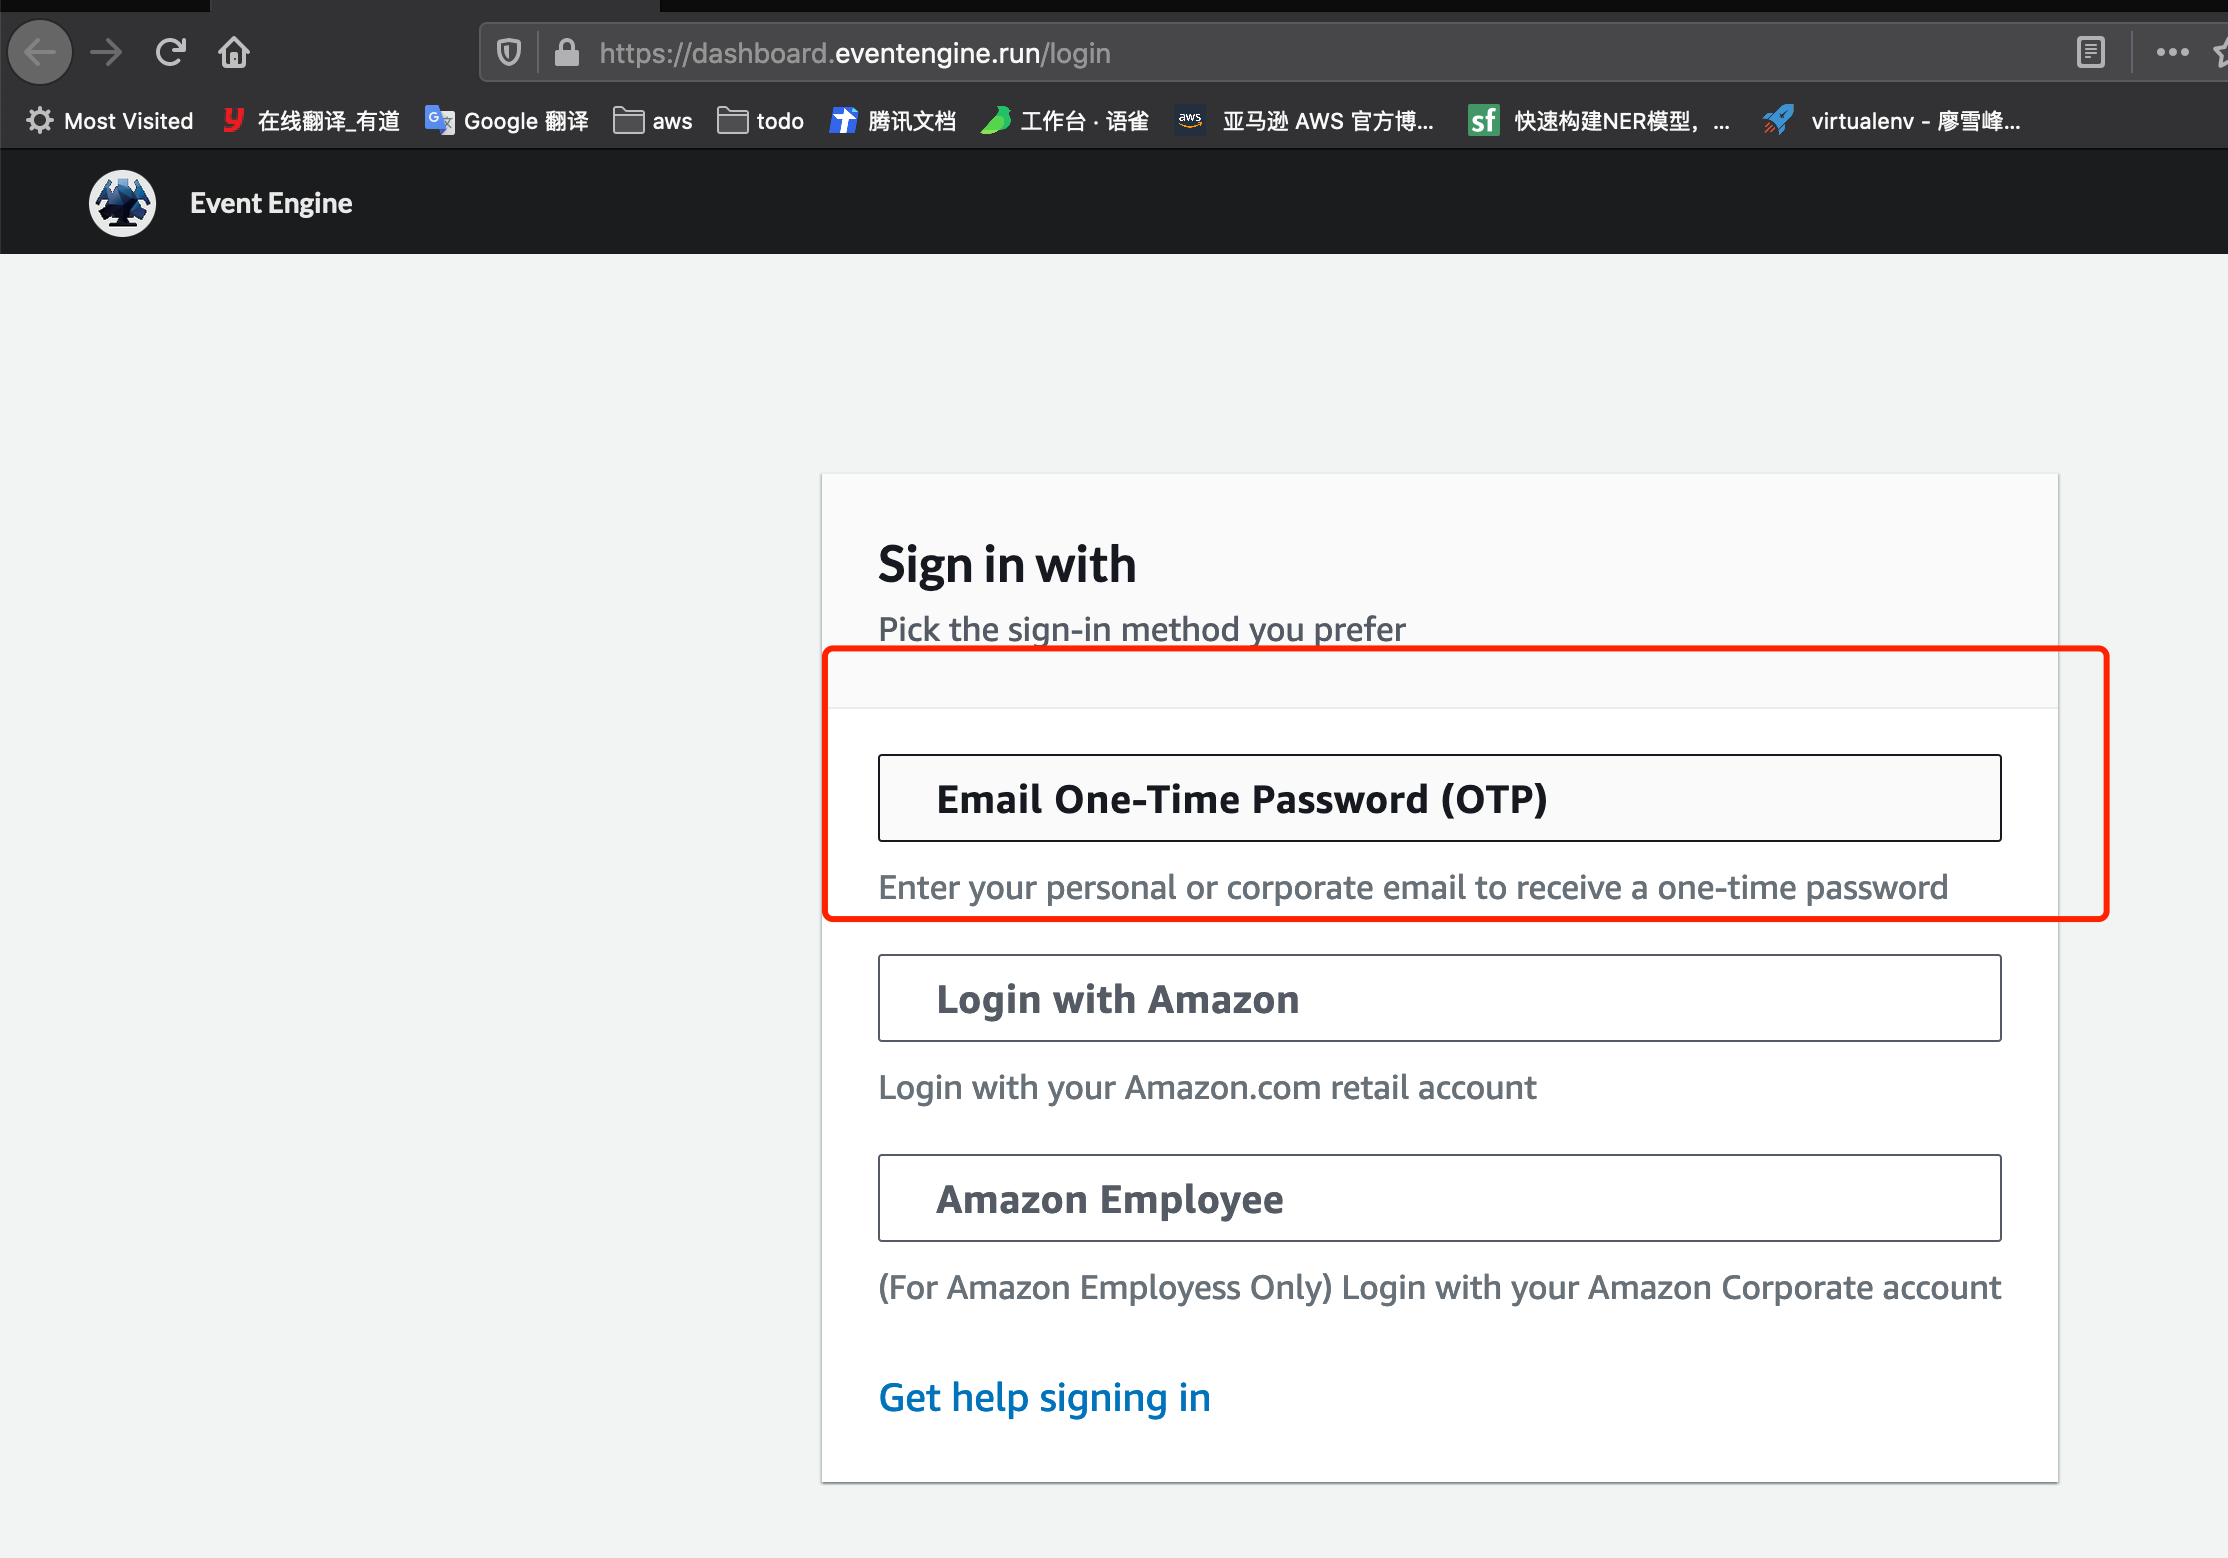 https://dashboard.eventengine.run/login
Most Visited 在线翻译_有道 Google 翻译 aws todo 腾讯文档 工作台 · 语雀 aws 亚马逊 AWS 官方博... sf 快速构建NER模型, ... virtualenv - 廖雪峰...
Event Engine
Sign in with
Pick the sign-in method you prefer
Email One-Time Password (OTP)
Enter your personal or corporate email to receive a one-time password
Login with Amazon
Login with your Amazon.com retail account
Amazon Employee
(For Amazon Employess Only) Login with your Amazon Corporate account
Get help signing in